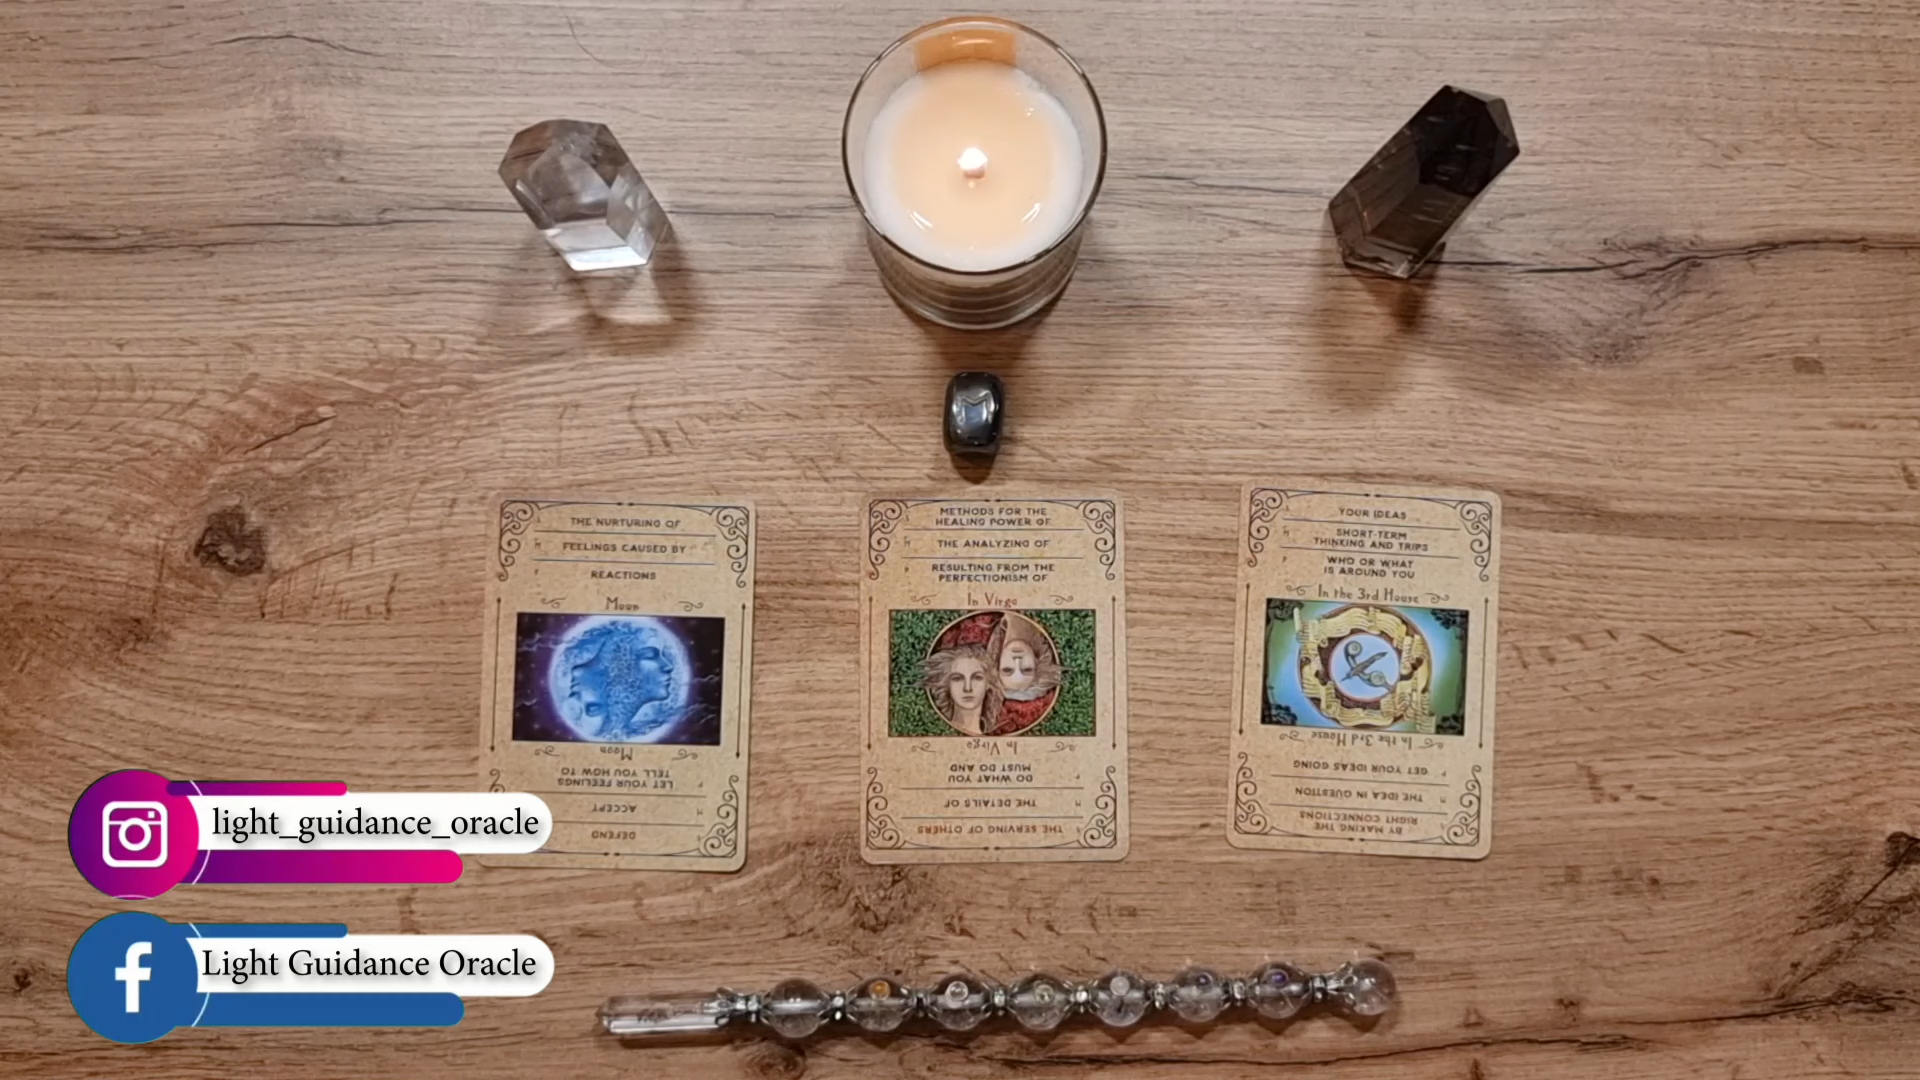 THE NURTURING OF
FEELINGS CAUSED BY
REACTIONS
Moon
Moon
LET YOUR FEELINGS
TELL YOU HOW TO
ACCEPT
DEFEND
METHODS FOR THE
HEALING POWER OF
THE ANALYZING OF
RESULTING FROM THE
PERFECTIONISM OF
In Virgo
In Virgo
DO WHAT YOU
MUST DO AND
THE DETAILS OF
THE SERVING OF OTHERS
YOUR IDEAS
SHORT-TERM
THINKING AND TRIPS
WHO OR WHAT
IS AROUND YOU
In the 3rd House
In the 3rd House
GET YOUR IDEAS GOING
THE IDEA IN QUESTION
BY MAKING THE
RIGHT CONNECTIONS
light_guidance_oracle
Light Guidance Oracle